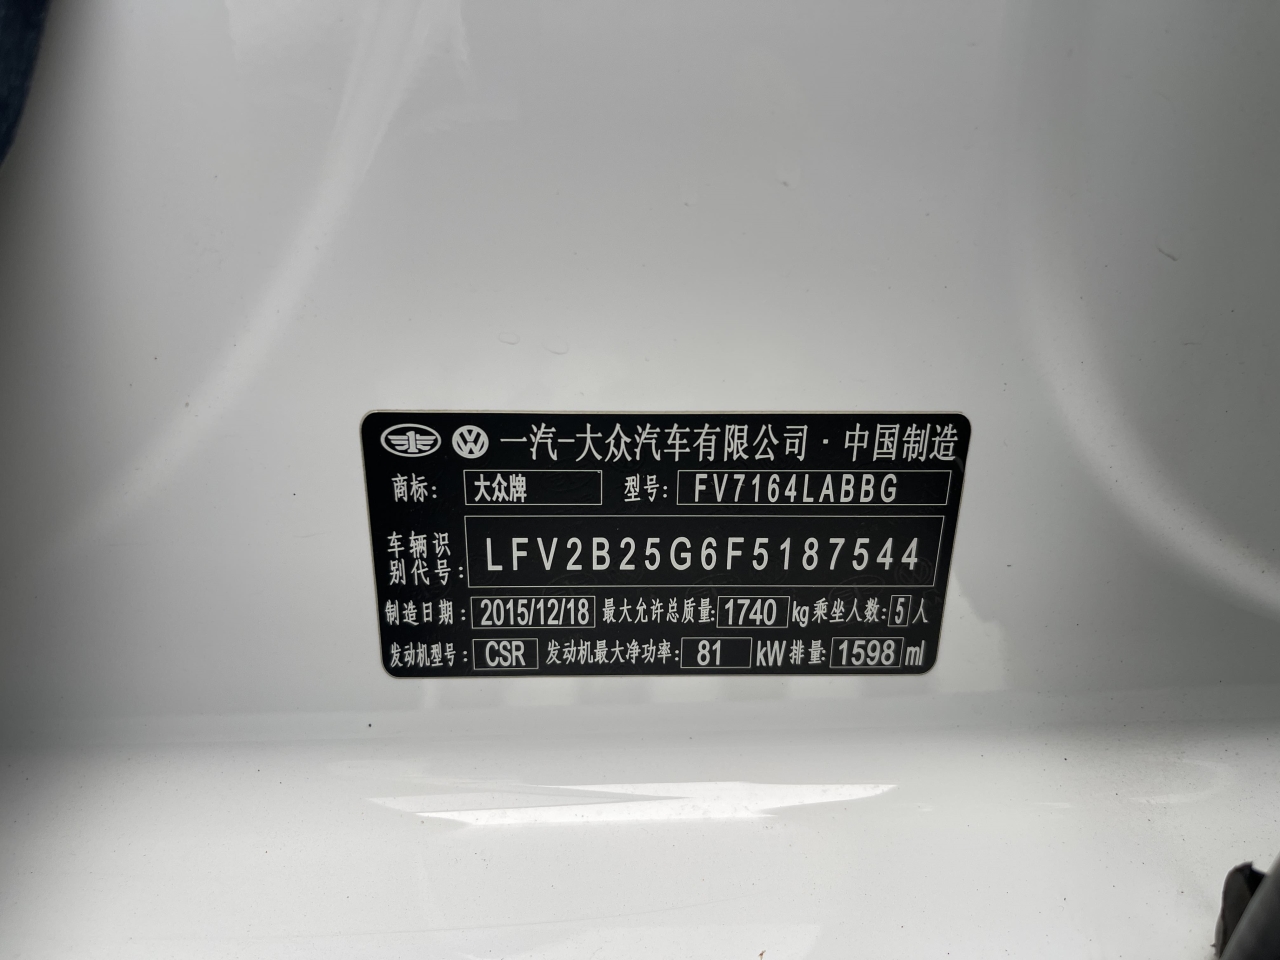 一汽-大众汽车有限公司·中国制造
商标: 大众牌 型号: FV7164LABBG
车辆识别代号: LFV2B25G6F5187544
制造日期: 2015/12/18 最大允许总质量: 1740 kg 乘坐人数: 5 人
发动机型号: CSR 发动机最大净功率: 81 kW 排量: 1598 ml